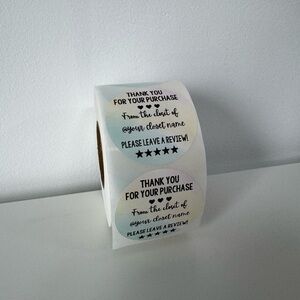 THANK YOU
FOR YOUR PURCHASE
From the closet of
@your closet name
PLEASE LEAVE A REVIEW!
THANK YOU
FOR YOUR PURCHASE
From the closet of
@your closet name
PLEASE LEAVE A REVIEW!